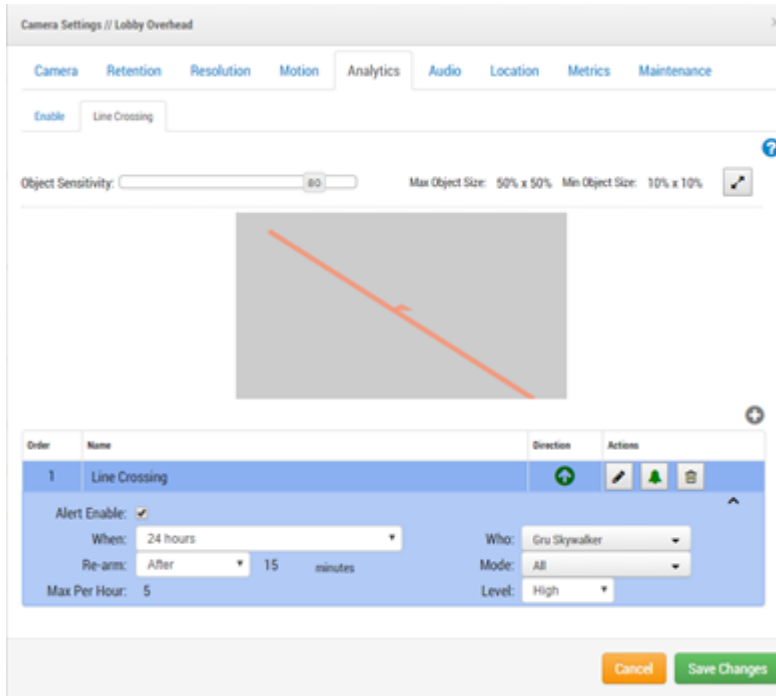 Camera Settings // Lobby Overhead
Camera Retention Resolution Motion Analytics Audio Location Metrics Maintenance
Enable Line Crossing
?
Object Sensitivity: 80 Max Object Size: 50% x 50% Min Object Size: 10% x 10%
Order Name Direction Actions
1 Line Crossing
Alert Enable:
When: 24 hours Who: Gru Skywalker
Re-arm: After 15 minutes Mode: All
Max Per Hour: 5 Level: High
Cancel Save Changes